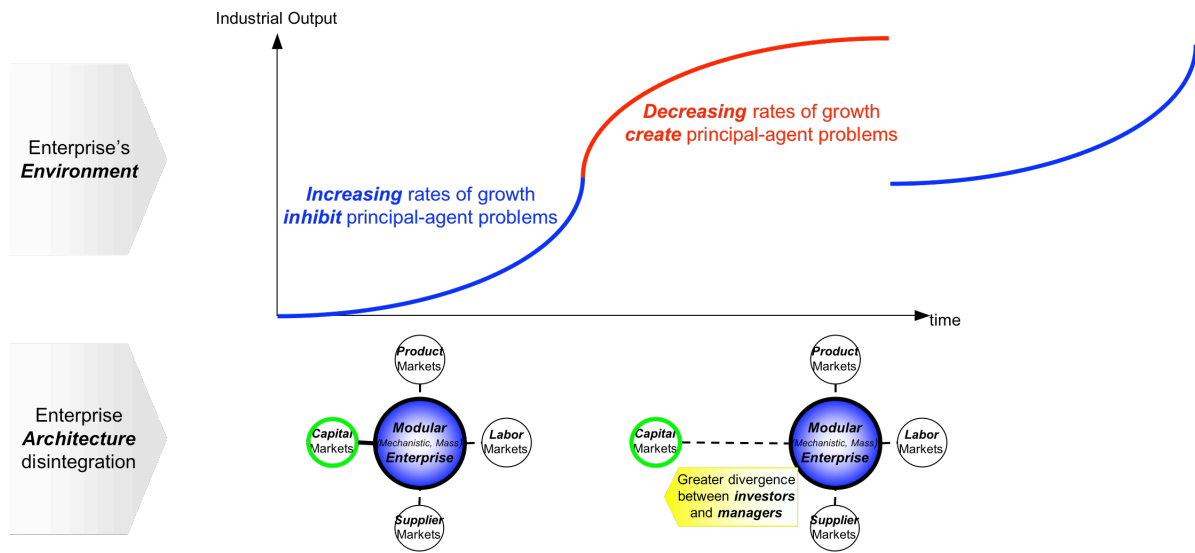 Industrial Output
Decreasing rates of growth
create principal-agent problems
Enterprise's
Environment
Increasing rates of growth
inhibit principal-agent problems
time
Product
Markets
Product
Markets
Enterprise
Architecture
disintegration
Capital
Markets
Modular
(Mechanistic, Mass)
Enterprise
Labor
Markets
Capital
Markets
Modular
(Mechanistic, Mass)
Enterprise
Labor
Markets
Greater divergence
between investors
and managers
Supplier
Markets
Supplier
Markets